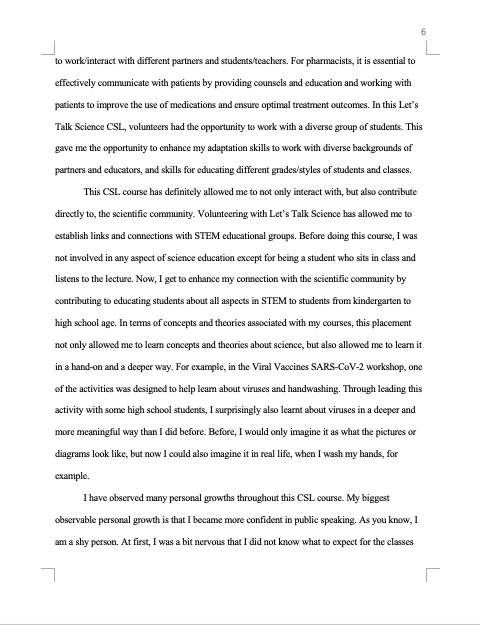 6
to work/interact with different partners and students/teachers. For pharmacists, it is essential to
effectively communicate with patients by providing counsels and education and working with
patients to improve the use of medications and ensure optimal treatment outcomes. In this Let's
Talk Science CSL, volunteers had the opportunity to work with a diverse group of students. This
gave me the opportunity to enhance my adaptation skills to work with diverse backgrounds of
partners and educators, and skills for educating different grades/styles of students and classes.
This CSL course has definitely allowed me to not only interact with, but also contribute
directly to, the scientific community. Volunteering with Let's Talk Science has allowed me to
establish links and connections with STEM educational groups. Before doing this course, I was
not involved in any aspect of science education except for being a student who sits in class and
listens to the lecture. Now, I get to enhance my connection with the scientific community by
contributing to educating students about all aspects in STEM to students from kindergarten to
high school age. In terms of concepts and theories associated with my courses, this placement
not only allowed me to learn concepts and theories about science, but also allowed me to learn it
in a hand-on and a deeper way. For example, in the Viral Vaccines SARS-CoV-2 workshop, one
of the activities was designed to help learn about viruses and handwashing. Through leading this
activity with some high school students, I surprisingly also learnt about viruses in a deeper and
more meaningful way than I did before. Before, I would only imagine it as what the pictures or
diagrams look like, but now I could also imagine it in real life, when I wash my hands, for
example.
I have observed many personal growths throughout this CSL course. My biggest
observable personal growth is that I became more confident in public speaking. As you know, I
am a shy person. At first, I was a bit nervous that I did not know what to expect for the classes